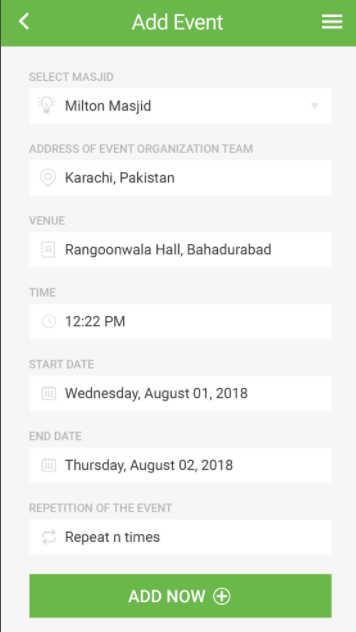 Add Event
SELECT MASJID
Milton Masjid
ADDRESS OF EVENT ORGANIZATION TEAM
Karachi, Pakistan
VENUE
Rangoonwala Hall, Bahadurabad
TIME
12:22 PM
START DATE
Wednesday, August 01, 2018
END DATE
Thursday, August 02, 2018
REPETITION OF THE EVENT
Repeat n times
ADD NOW